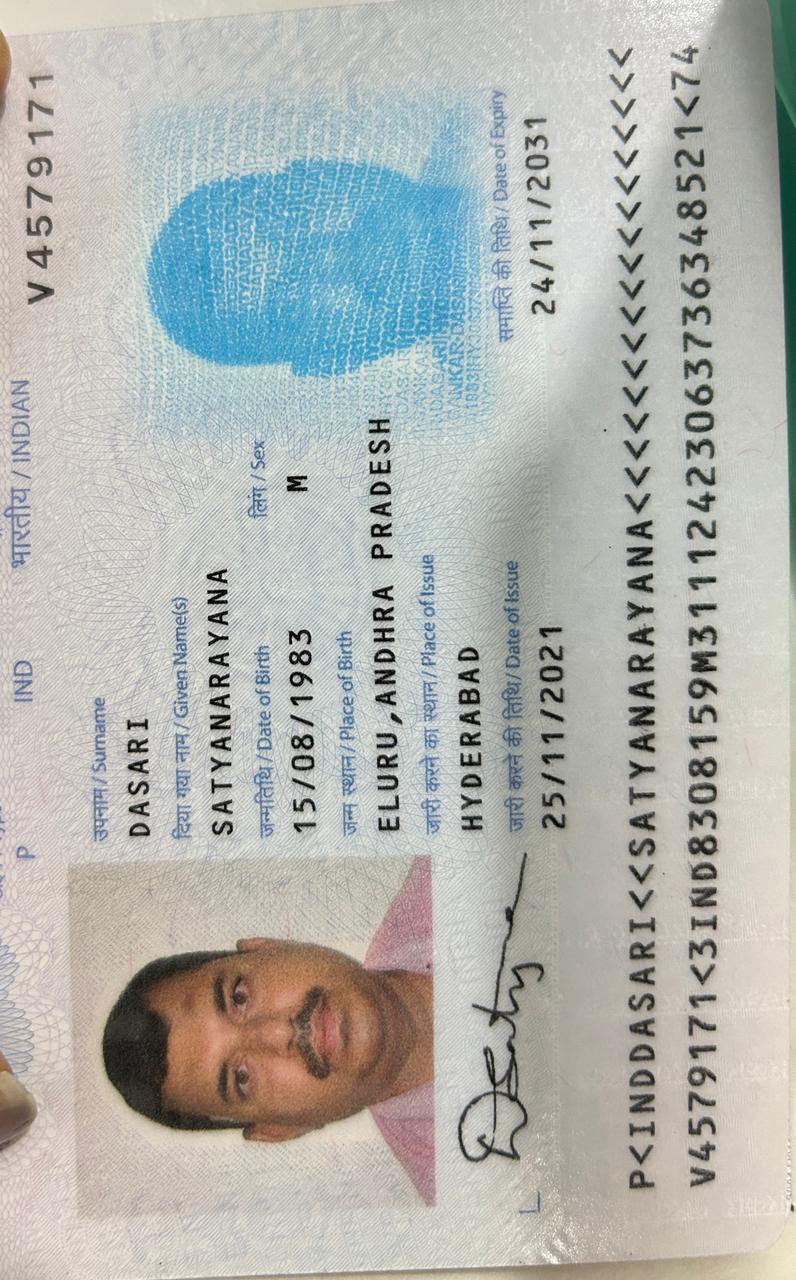 P IND भारतीय / INDIAN V4579171
उपनाम / Surname
DASARI
दिया गया नाम / Given Name(s)
SATYANARAYANA
जन्मतिथि / Date of Birth लिंग / Sex
15/08/1983 M
जन्म स्थान / Place of Birth
ELURU,ANDHRA PRADESH
जारी करने का स्थान / Place of Issue
HYDERABAD
जारी करने की तिथि / Date of Issue समाप्ति की तिथि / Date of Expiry
25/11/2021 24/11/2031
P<INDDASARI<<SATYANARAYANA<<<<<<<<<<<<<<<<<<
V4579171<3IND8308159M31112423063736348521<74